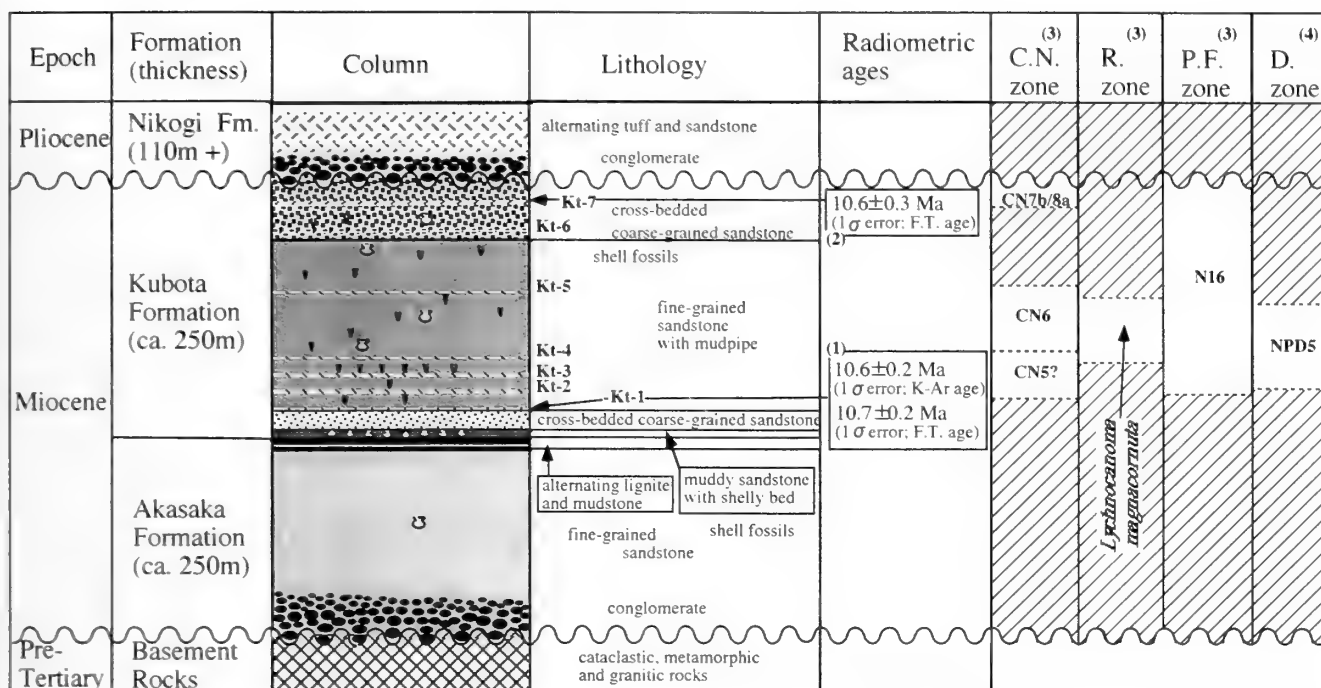 Epoch
Formation
(thickness)
Column
Lithology
Radiometric
ages
(3)
C.N.
zone
(3)
R.
zone
(3)
P.F.
zone
(4)
D.
zone
Pliocene
Nikogi Fm.
(110m +)
alternating tuff and sandstone
conglomerate
Miocene
Kubota
Formation
(ca. 250m)
Kt-7
cross-bedded
Kt-6
coarse-grained sandstone
shell fossils
Kt-5
fine-grained
sandstone
with mudpipe
Kt-4
Kt-3
Kt-2
Kt-1
cross-bedded coarse-grained sandstone
10.6±0.3 Ma
(1σ error; F.T. age)
(2)
(1)
10.6±0.2 Ma
(1σ error; K-Ar age)
10.7±0.2 Ma
(1σ error; F.T. age)
CN7b/8a
CN6
CN5?
Lychnocanone
magnacornuta
N16
NPD5
Akasaka
Formation
(ca. 250m)
alternating lignite
and mudstone
muddy sandstone
with shelly bed
shell fossils
fine-grained
sandstone
conglomerate
Pre-
Tertiary
Basement
Rocks
cataclastic, metamorphic
and granitic rocks